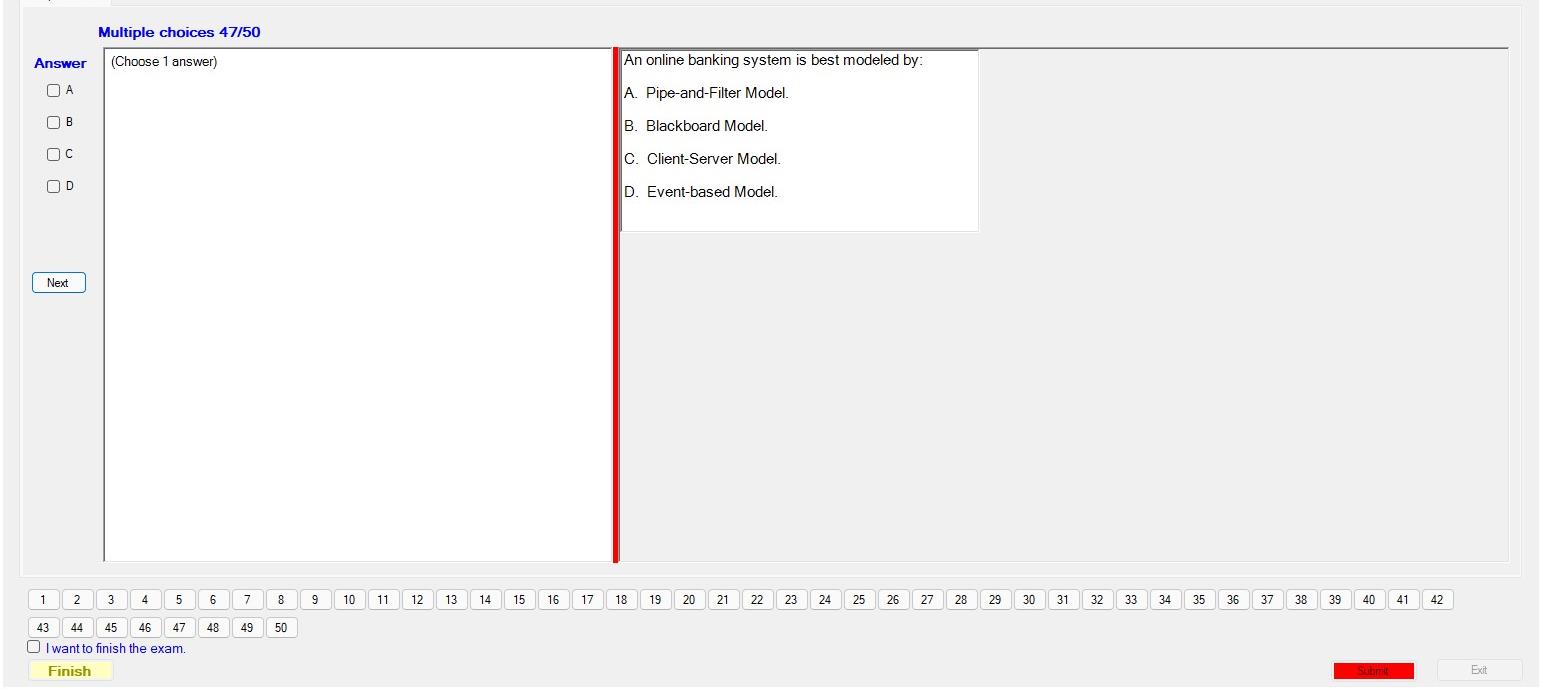 Multiple choices 47/50
Answer
(Choose 1 answer)
A
B
C
D
Next
An online banking system is best modeled by:
A. Pipe-and-Filter Model.
B. Blackboard Model.
C. Client-Server Model.
D. Event-based Model.
1 2 3 4 5 6 7 8 9 10 11 12 13 14 15 16 17 18 19 20 21 22 23 24 25 26 27 28 29 30 31 32 33 34 35 36 37 38 39 40 41 42
43 44 45 46 47 48 49 50
I want to finish the exam.
Finish
Submit
Exit